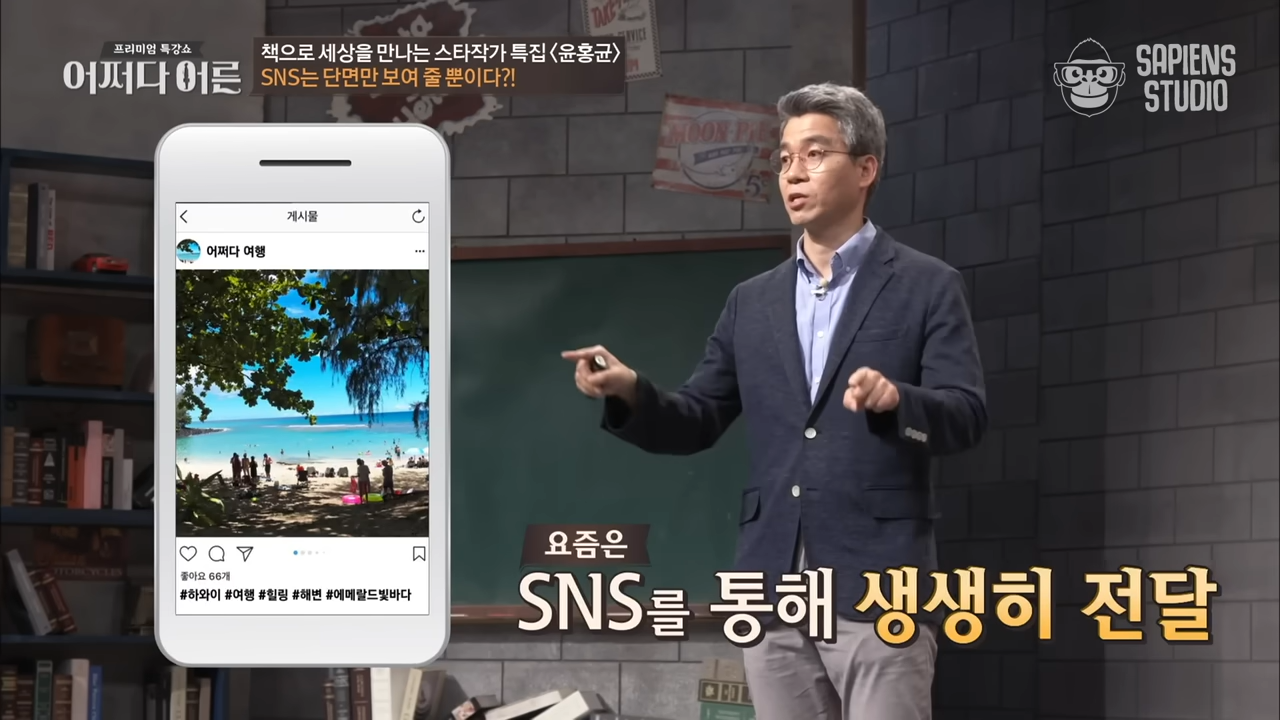 프리미엄 특강쇼
어쩌다 어른
책으로 세상을 만나는 스타작가 특집 <윤홍균>
SNS는 단면만 보여 줄 뿐이다?!
SAPIENS
STUDIO
MOON PIE
5¢
게시물
어쩌다 여행
좋아요 66개
#하와이 #여행 #힐링 #해변 #에메랄드빛바다
요즘은
SNS를 통해 생생히 전달